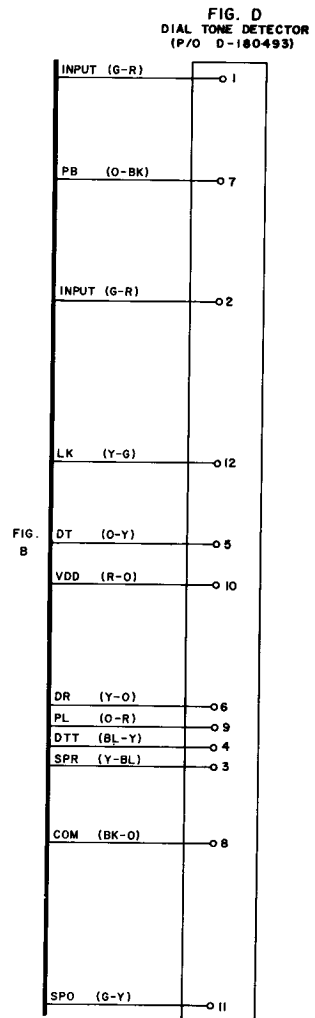 FIG. D
DIAL TONE DETECTOR
(P/O D-180493)
INPUT (G-R) 1
PB (O-BK) 7
INPUT (G-R) 2
LK (Y-G) 12
FIG.
B
DT (O-Y) 5
VDD (R-O) 10
DR (Y-O) 6
PL (O-R) 9
DTT (BL-Y) 4
SPR (Y-BL) 3
COM (BK-O) 8
SPO (G-Y) 11